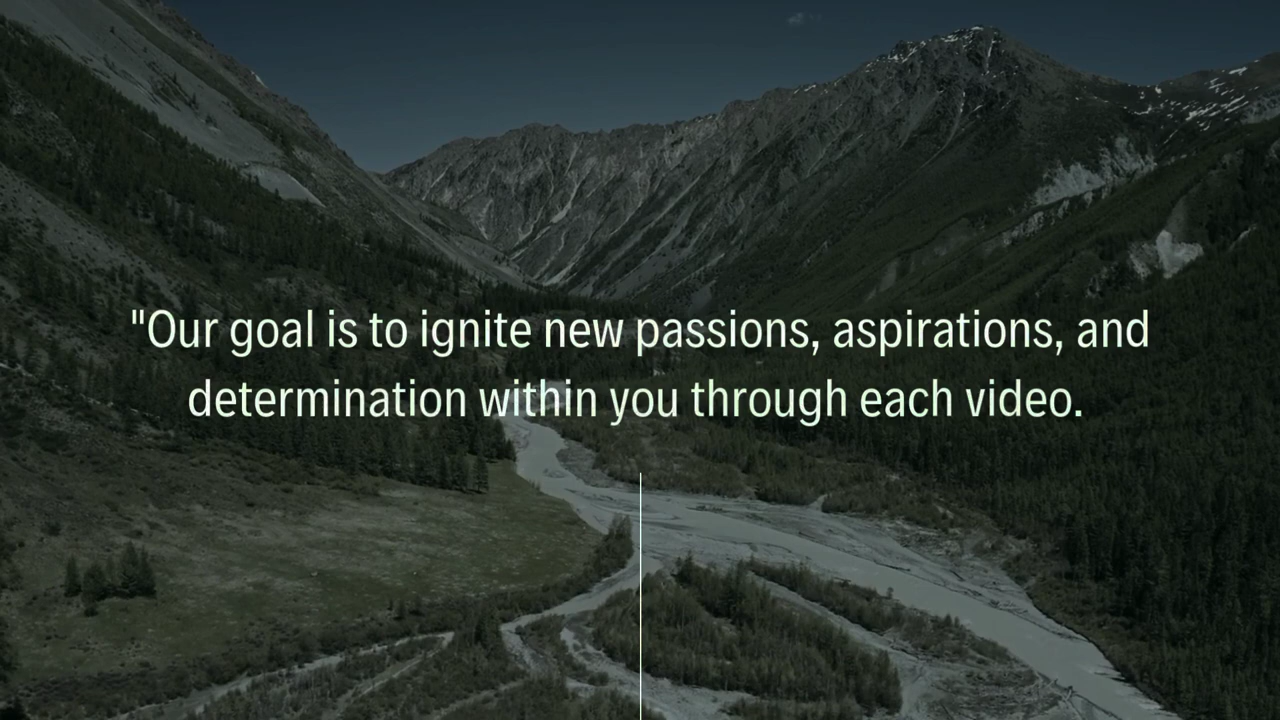 "Our goal is to ignite new passions, aspirations, and
determination within you through each video.